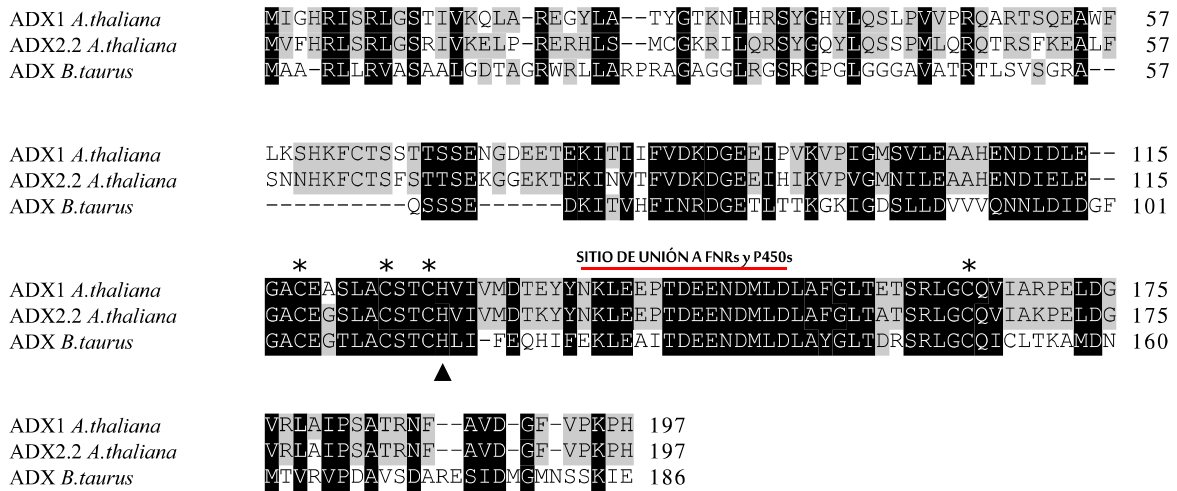 ADX1 A.thaliana MIGHRISRLGSTIVKQLA-REGYLA--TYGTKNLHRSYGHYLQSLPVVPRQARTSQEAWF 57
ADX2.2 A.thaliana MVFHRLSRLGSRIVKELP-RERHLS--MCGKRILQRSYGQYLQSSPMLQRQTRSFKEALF 57
ADX B.taurus MAA-RLLRVASAALGDTAGRWRLLARPRAGAGGLRGSRGPGLGGGAVATRTLSVSGRA-- 57
ADX1 A.thaliana LKSHKFCTSSTTSSENGDEETEKITIIFVDKDGEEIPVKVPIGMSVLEAAHENDIDLE-- 115
ADX2.2 A.thaliana SNNHKFCTSFSTTSEKGGEKTEKINVTFVDKDGEEIHIKVPVGMNILEAAHENDIELE-- 115
ADX B.taurus ----------QSSSE------DKITVHFINRDGETLTTKGKIGDSLLDVVVQNNLDIDGF 101
* * * SITIO DE UNIÓN A FNRs y P450s *
ADX1 A.thaliana GACEASLACSTCHVIVMDTEYYNKLEEPTDEENDMLDLAFGLTETSRLGCQVIARPELDG 175
ADX2.2 A.thaliana GACEGSLACSTCHVIVMDTKYYNKLEEPTDEENDMLDLAFGLTATSRLGCQVIAKPELDG 175
ADX B.taurus GACEGTLACSTCHLI-FEQHIFEKLEAITDEENDMLDLAYGLTDRSRLGCQICLTKAMDN 160
ADX1 A.thaliana VRLAIPSATRNF--AVD-GF-VPKPH 197
ADX2.2 A.thaliana VRLAIPSATRNF--AVD-GF-VPKPH 197
ADX B.taurus MTVRVPDAVSDARESIDMGMNSSKIE 186